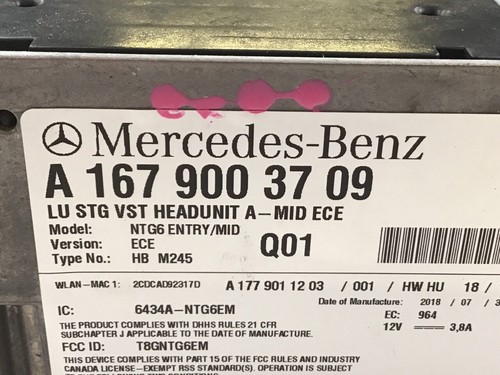 Mercedes-Benz
A 167 900 37 09
LU STG VST HEADUNIT A-MID ECE
Model: NTG6 ENTRY/MID
Version: ECE Q01
Type No.: HB M245
WLAN-MAC 1: 2CDCAD92317D A 177 901 12 03 / 001 / HW HU 18 /
Date of Manufacture: 2018 / 07 / 3
IC: 6434A-NTG6EM EC: 964
12V 3,8A
THE PRODUCT COMPLIES WITH DHHS RULES 21 CFR
SUBCHAPTER J APPLICABLE TO THE DATE OF MANUFACTURE.
FCC ID: T8GNTG6EM
THIS DEVICE COMPLIES WITH PART 15 OF THE FCC RULES AND INDUSTRY
CANADA LICENSE-EXEMPT RSS STANDARD(S). OPERATION IS SUBJECT